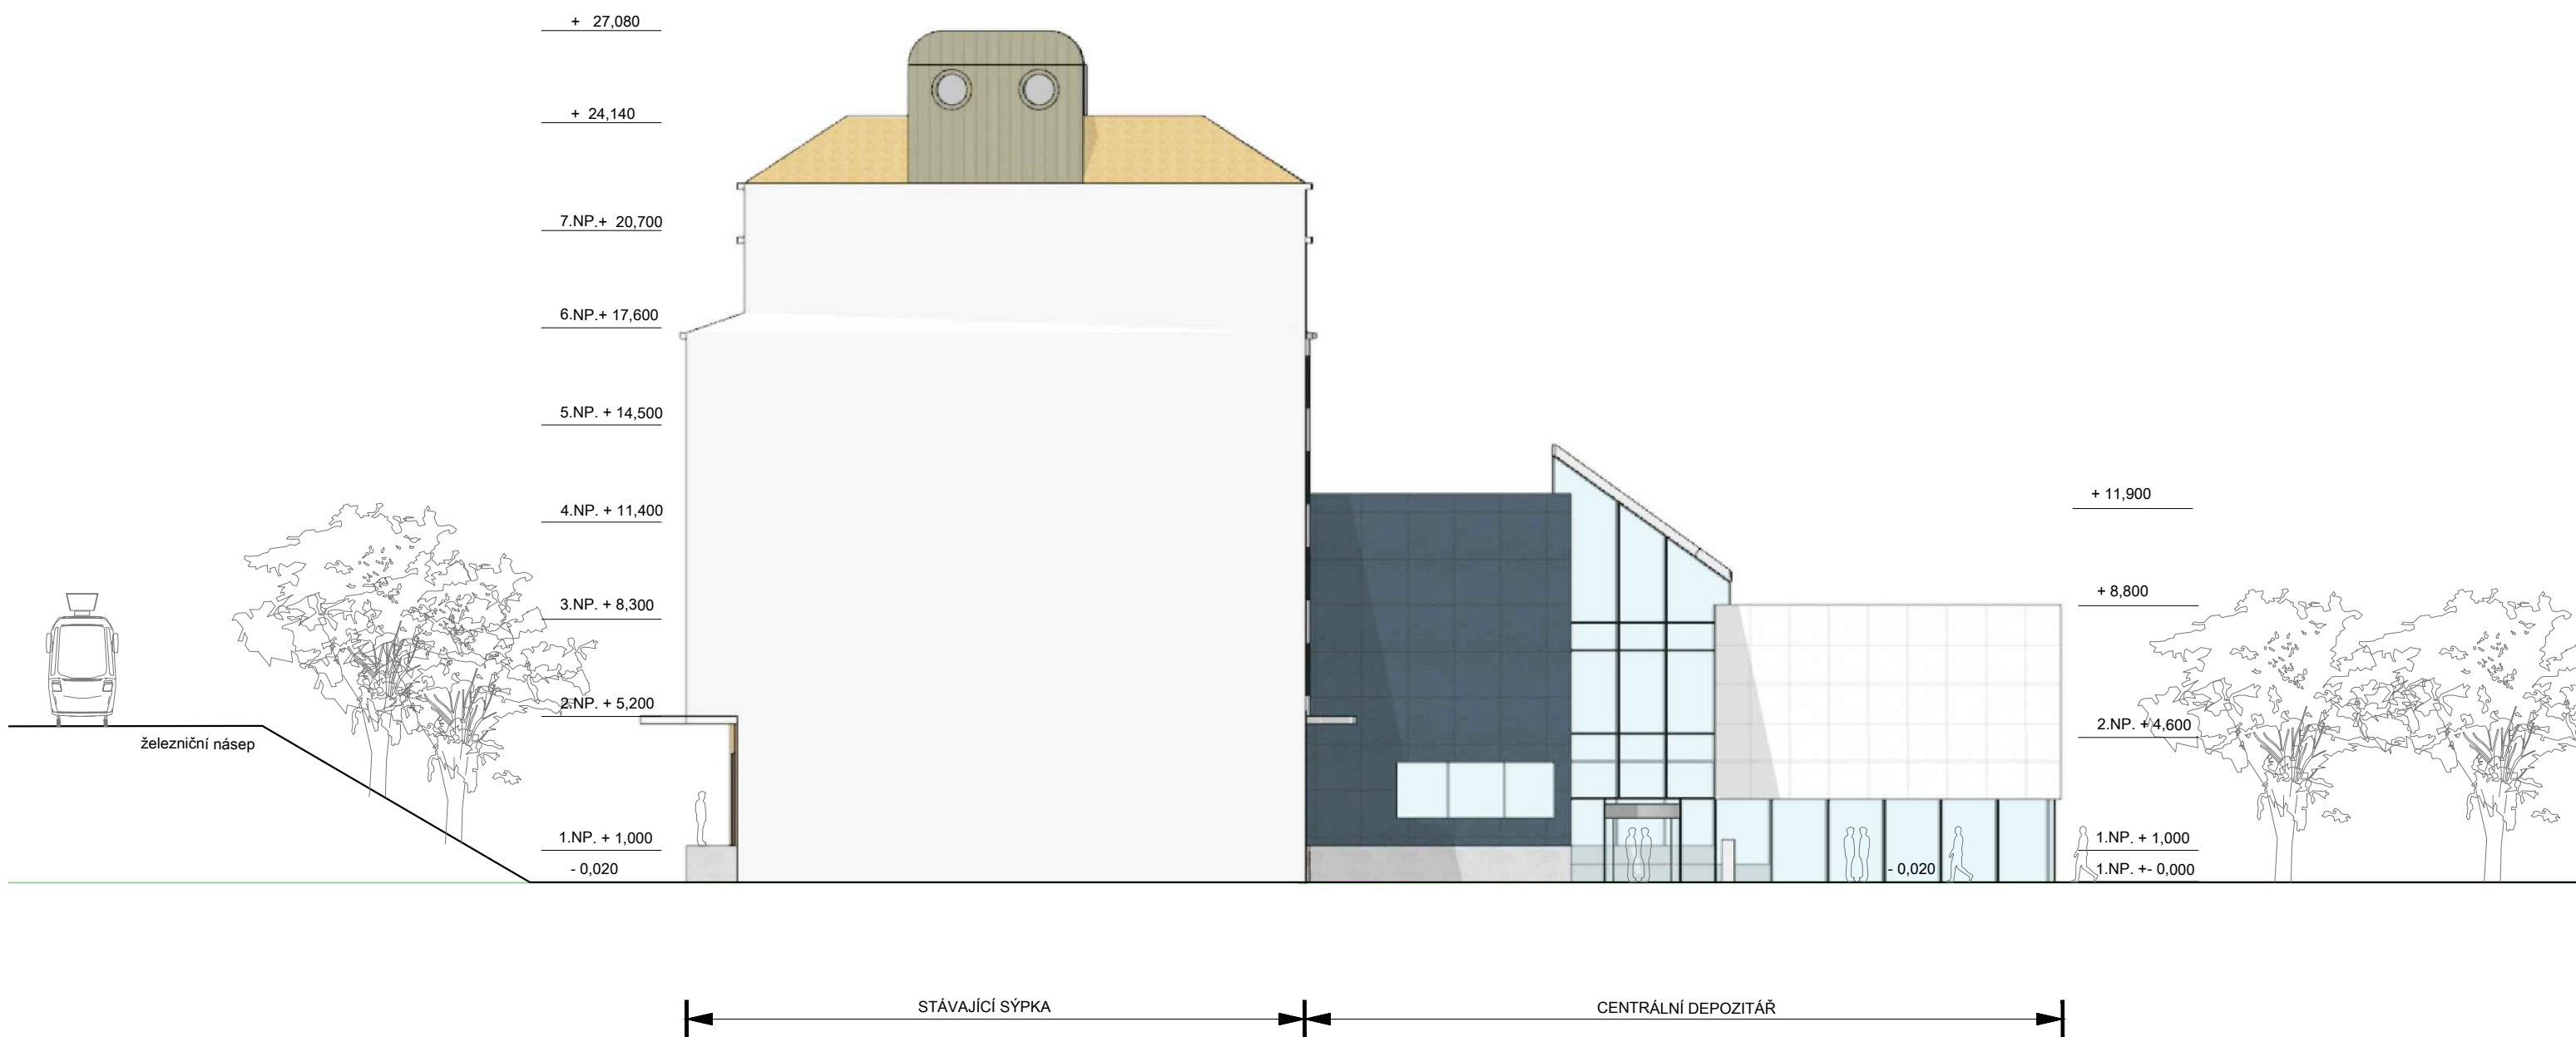 + 27,080
+ 24,140
7.NP.+ 20,700
6.NP.+ 17,600
5.NP. + 14,500
4.NP. + 11,400
3.NP. + 8,300
2.NP. + 5,200
1.NP. + 1,000
- 0,020
železniční násep
+ 11,900
+ 8,800
2.NP. + 4,600
1.NP. + 1,000
1.NP. +- 0,000
- 0,020
STÁVAJÍCÍ SÝPKA
CENTRÁLNÍ DEPOZITÁŘ